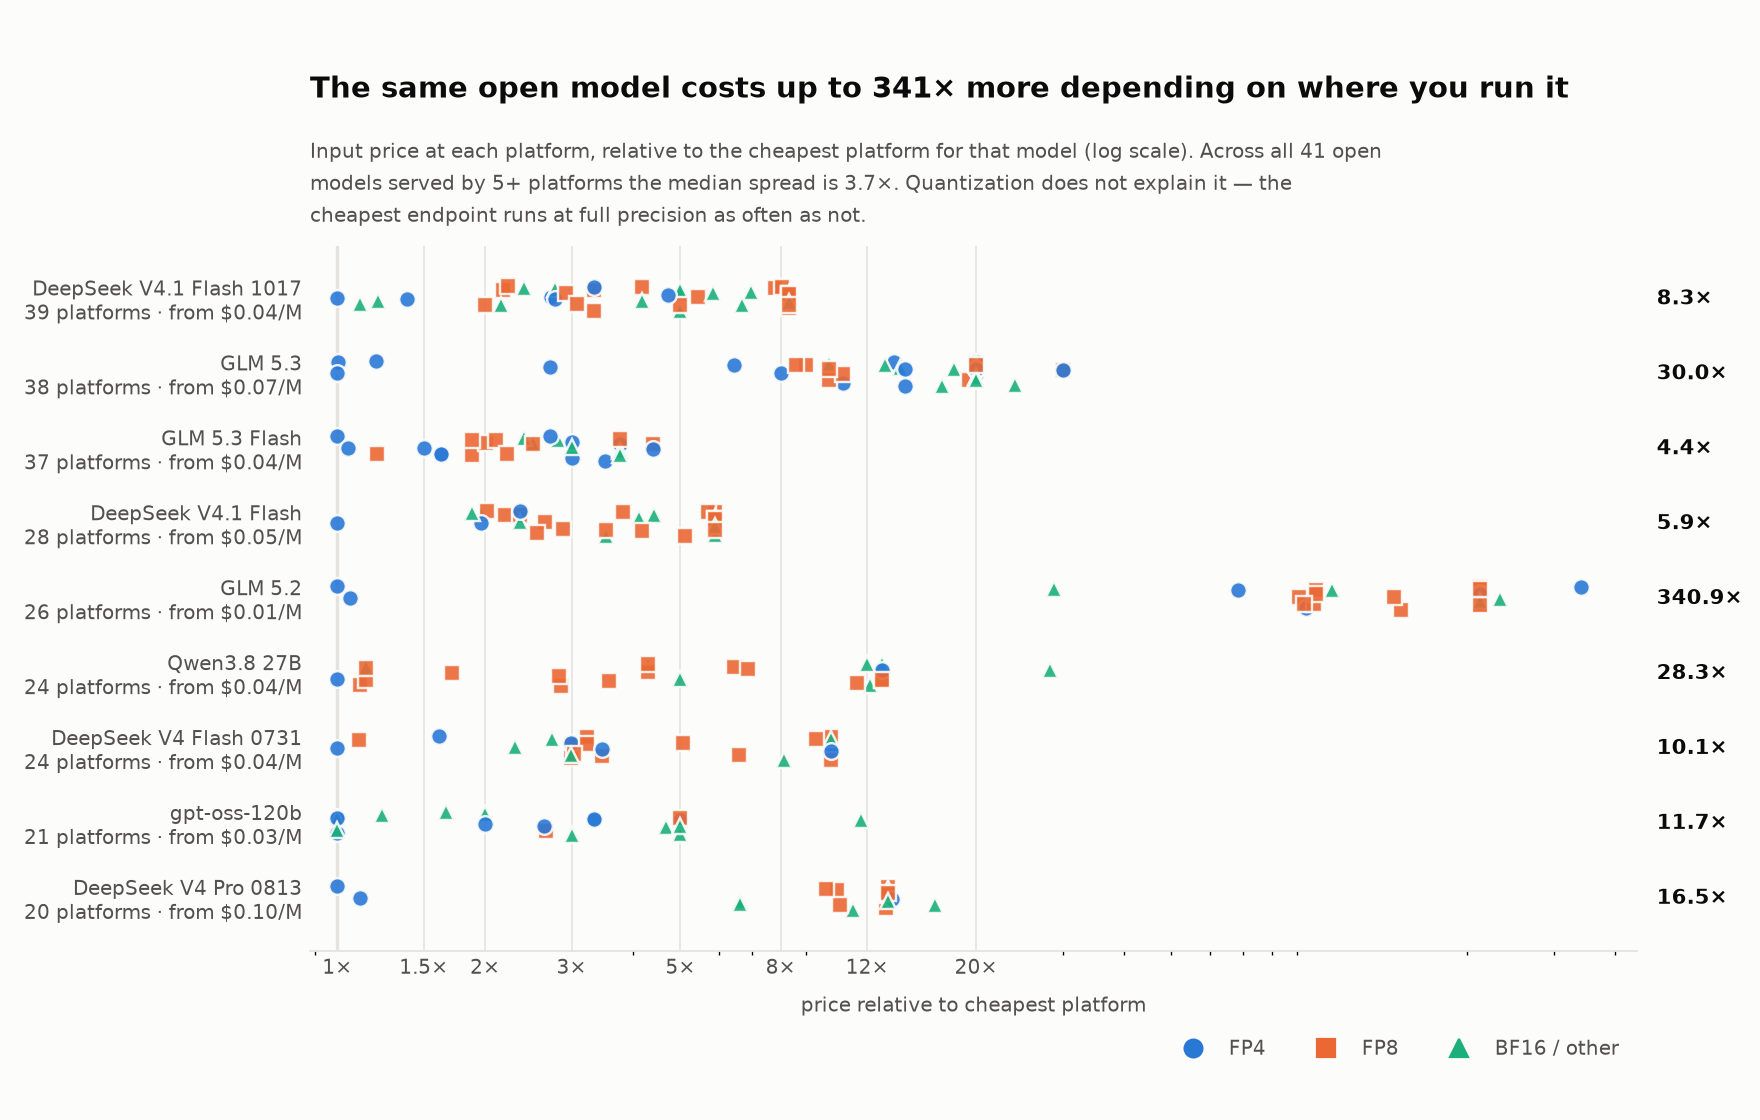 The same open model costs up to 341× more depending on where you run it
Input price at each platform, relative to the cheapest platform for that model (log scale). Across all 41 open
models served by 5+ platforms the median spread is 3.7×. Quantization does not explain it — the
cheapest endpoint runs at full precision as often as not.
DeepSeek V4.1 Flash 1017
39 platforms · from $0.04/M
8.3×
GLM 5.3
38 platforms · from $0.07/M
30.0×
GLM 5.3 Flash
37 platforms · from $0.04/M
4.4×
DeepSeek V4.1 Flash
28 platforms · from $0.05/M
5.9×
GLM 5.2
26 platforms · from $0.01/M
340.9×
Qwen3.8 27B
24 platforms · from $0.04/M
28.3×
DeepSeek V4 Flash 0731
24 platforms · from $0.04/M
10.1×
gpt-oss-120b
21 platforms · from $0.03/M
11.7×
DeepSeek V4 Pro 0813
20 platforms · from $0.10/M
16.5×
1× 1.5× 2× 3× 5× 8× 12× 20×
price relative to cheapest platform
FP4 FP8 BF16 / other